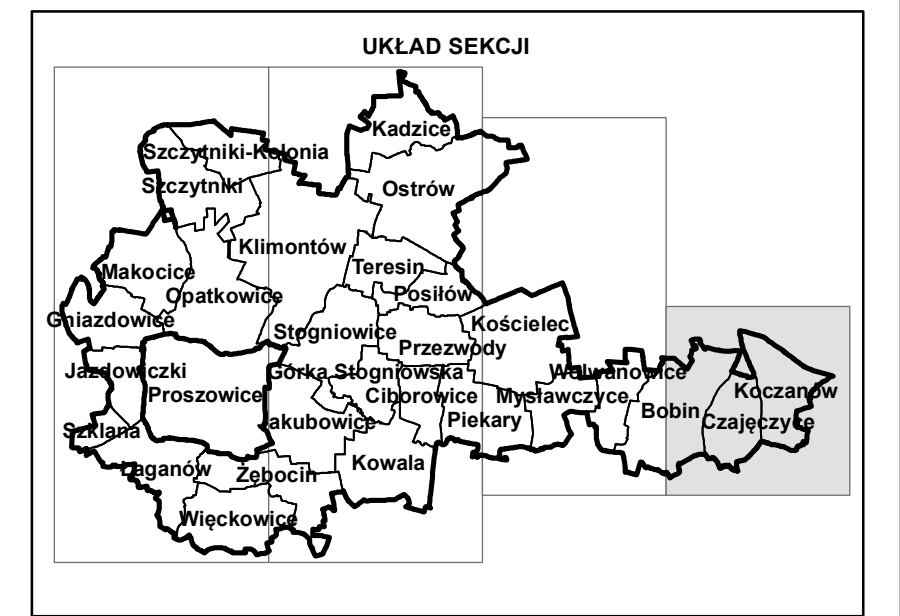 UKŁAD SEKCJI
Kadzice
Szczytniki-Kolonia
Szczytniki
Ostrów
Klimontów
Makocice
Teresin
Opatkowice
Posiłów
Gniazdowice
Kościelec
Stogniowice
Przezwody
Jazdowiczki
Górka Stogniowska
Wolwanowice
Proszowice
Ciborowice
Mysławczyce
Koczanów
Bobin
Jakubowice
Piekary
Czajęczyce
Szklana
Łaganów
Żębocin
Kowala
Więckowice